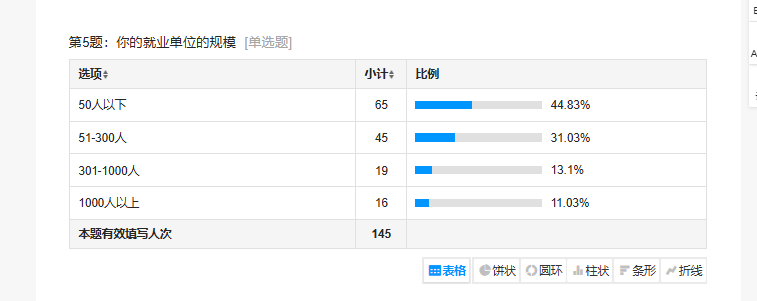 第5题：你的就业单位的规模 [单选题]
选项 小计 比例
50人以下 65 44.83%
51-300人 45 31.03%
301-1000人 19 13.1%
1000人以上 16 11.03%
本题有效填写人次 145
表格 饼状 圆环 柱状 条形 折线